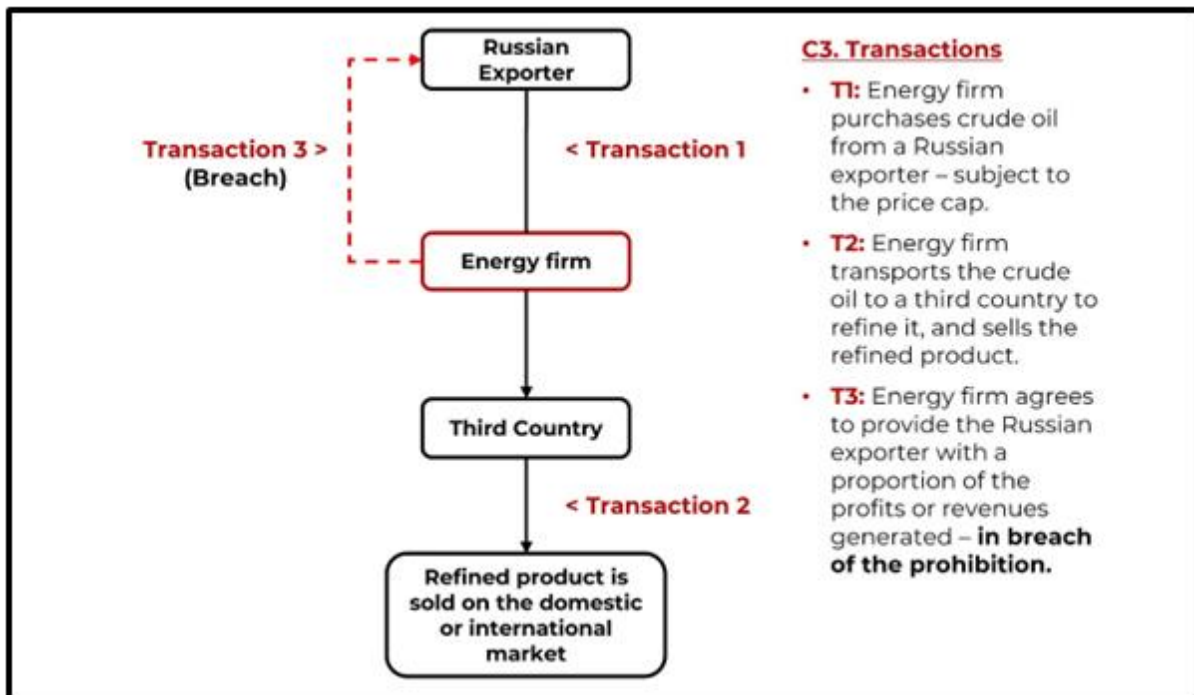 Russian
Exporter
Transaction 3 >
(Breach)
< Transaction 1
Energy firm
Third Country
< Transaction 2
Refined product is
sold on the domestic
or international
market
C3. Transactions
• T1: Energy firm
purchases crude oil
from a Russian
exporter – subject to
the price cap.
• T2: Energy firm
transports the crude
oil to a third country to
refine it, and sells the
refined product.
• T3: Energy firm agrees
to provide the Russian
exporter with a
proportion of the
profits or revenues
generated – in breach
of the prohibition.